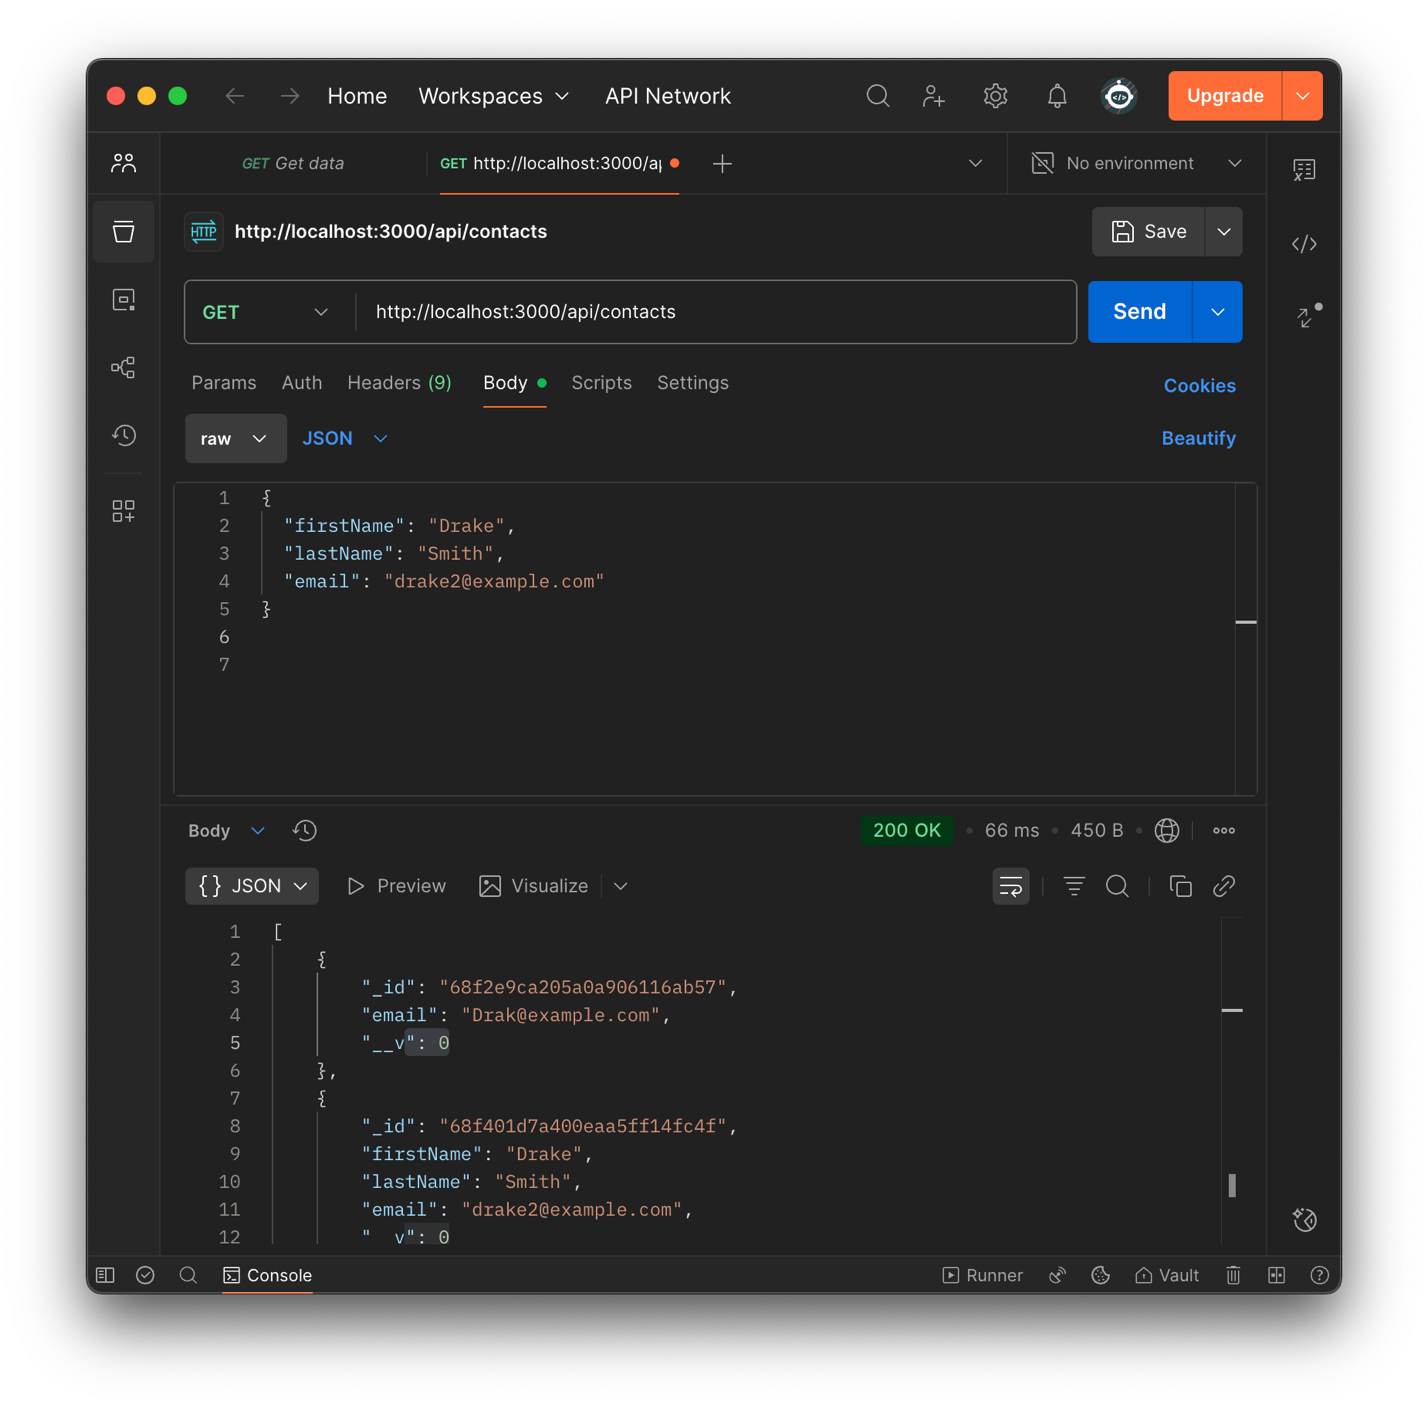 Home Workspaces API Network Upgrade
GET Get data GET http://localhost:3000/ap No environment
HTTP http://localhost:3000/api/contacts Save
GET http://localhost:3000/api/contacts Send
Params Auth Headers (9) Body Scripts Settings Cookies
raw JSON Beautify
1 {
2 "firstName": "Drake",
3 "lastName": "Smith",
4 "email": "drake2@example.com"
5 }
6
7
Body 200 OK • 66 ms • 450 B •
{} JSON Preview Visualize
1 [
2 {
3 "_id": "68f2e9ca205a0a906116ab57",
4 "email": "Drak@example.com",
5 "__v": 0
6 },
7 {
8 "_id": "68f401d7a400eaa5ff14fc4f",
9 "firstName": "Drake",
10 "lastName": "Smith",
11 "email": "drake2@example.com",
12 "__v": 0
Console Runner Vault